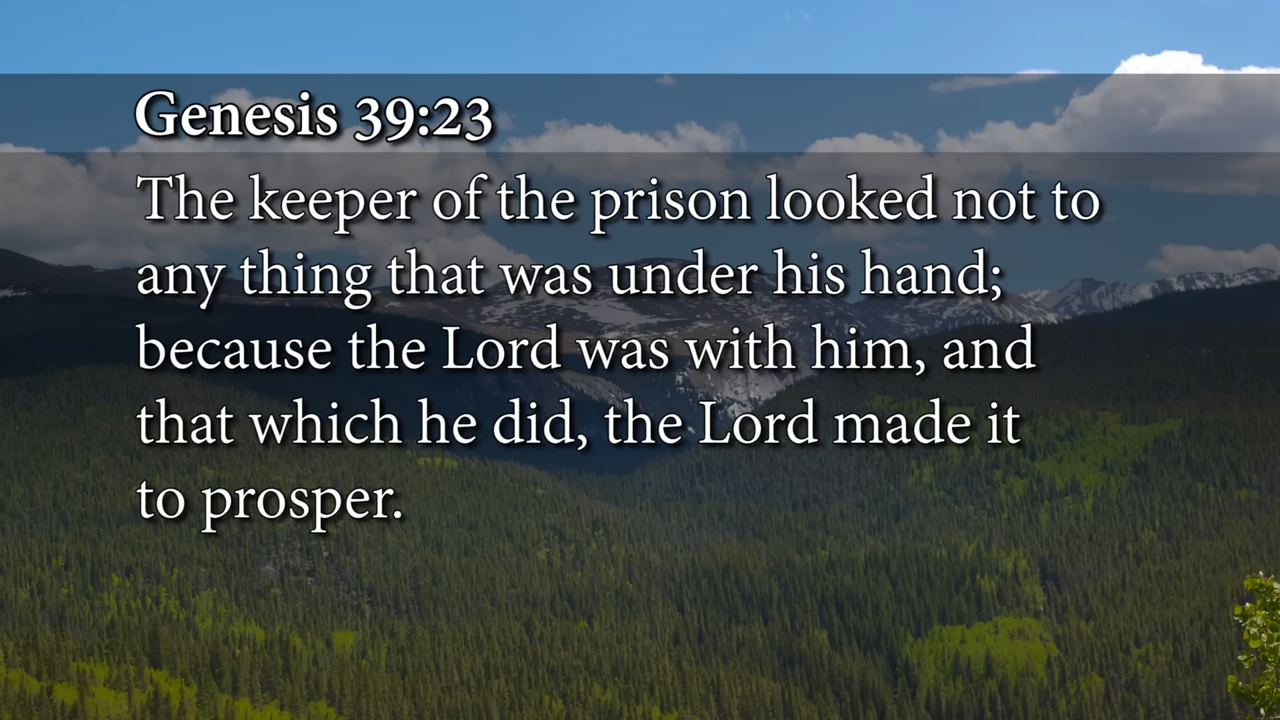 Genesis 39:23
The keeper of the prison looked not to
any thing that was under his hand;
because the Lord was with him, and
that which he did, the Lord made it
to prosper.